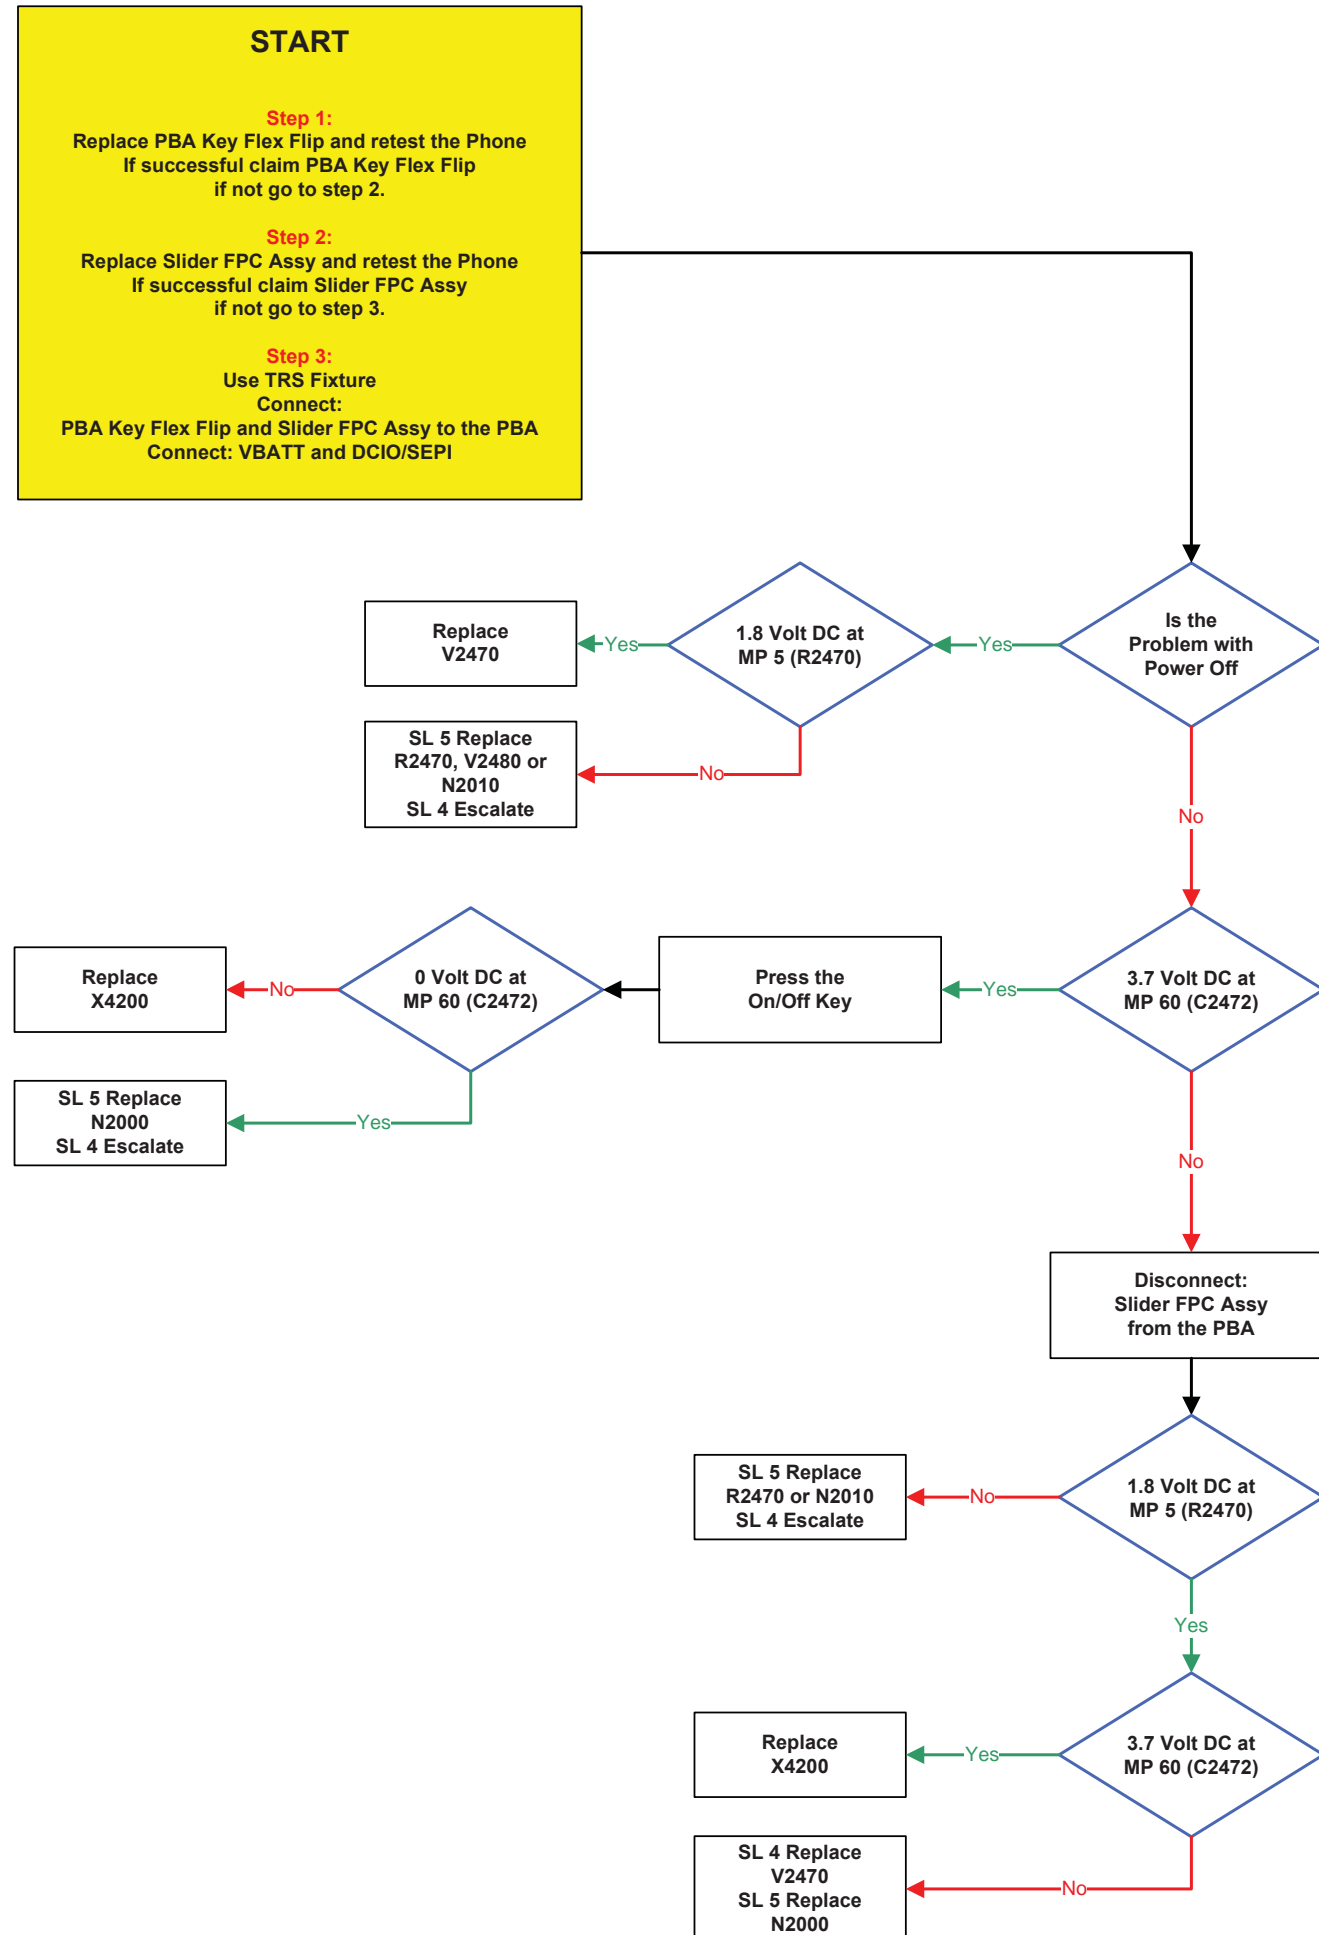 START
Step 1:
Replace PBA Key Flex Flip and retest the Phone
If successful claim PBA Key Flex Flip
if not go to step 2.
Step 2:
Replace Slider FPC Assy and retest the Phone
If successful claim Slider FPC Assy
if not go to step 3.
Step 3:
Use TRS Fixture
Connect:
PBA Key Flex Flip and Slider FPC Assy to the PBA
Connect: VBATT and DCIO/SEPI
Is the
Problem with
Power Off
Yes
1.8 Volt DC at
MP 5 (R2470)
Yes
Replace
V2470
No
SL 5 Replace
R2470, V2480 or
N2010
SL 4 Escalate
No
3.7 Volt DC at
MP 60 (C2472)
Yes
Press the
On/Off Key
0 Volt DC at
MP 60 (C2472)
No
Replace
X4200
Yes
SL 5 Replace
N2000
SL 4 Escalate
No
Disconnect:
Slider FPC Assy
from the PBA
1.8 Volt DC at
MP 5 (R2470)
No
SL 5 Replace
R2470 or N2010
SL 4 Escalate
Yes
3.7 Volt DC at
MP 60 (C2472)
Yes
Replace
X4200
No
SL 4 Replace
V2470
SL 5 Replace
N2000